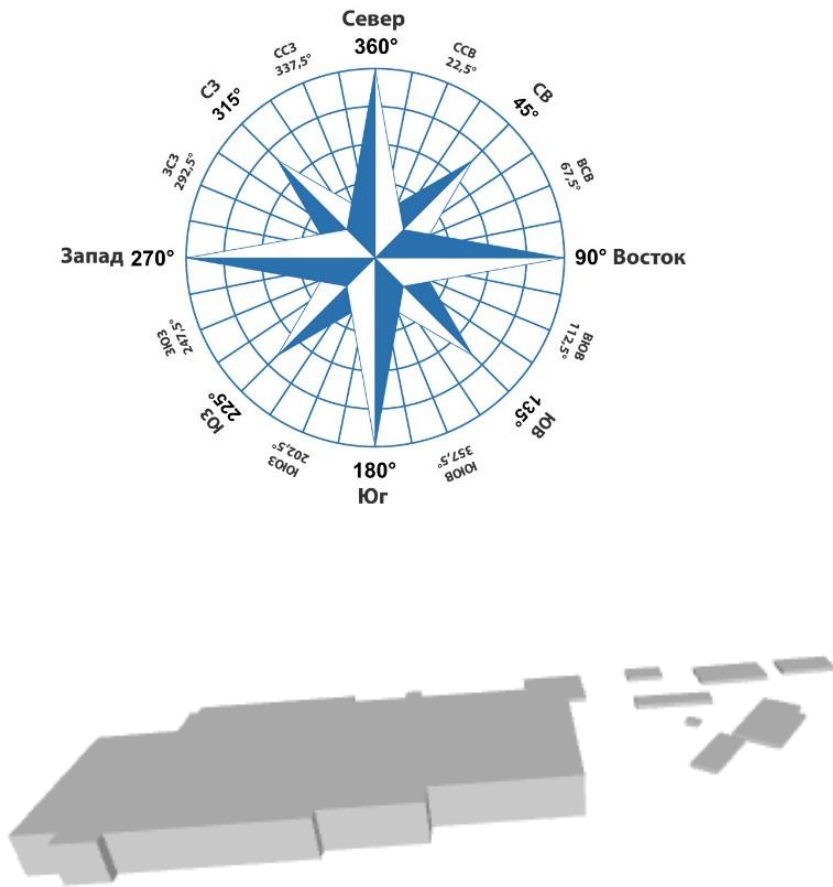 Север
360°
ССЗ
337,5°
ССВ
22,5°
СЗ
315°
СВ
45°
ЗСЗ
292,5°
ВСВ
67,5°
Запад 270°
90° Восток
ЗЮЗ
247,5°
ВЮВ
112,5°
ЮЗ
225°
ЮВ
135°
ЮЮЗ
202,5°
ЮЮВ
357,5°
180°
Юг